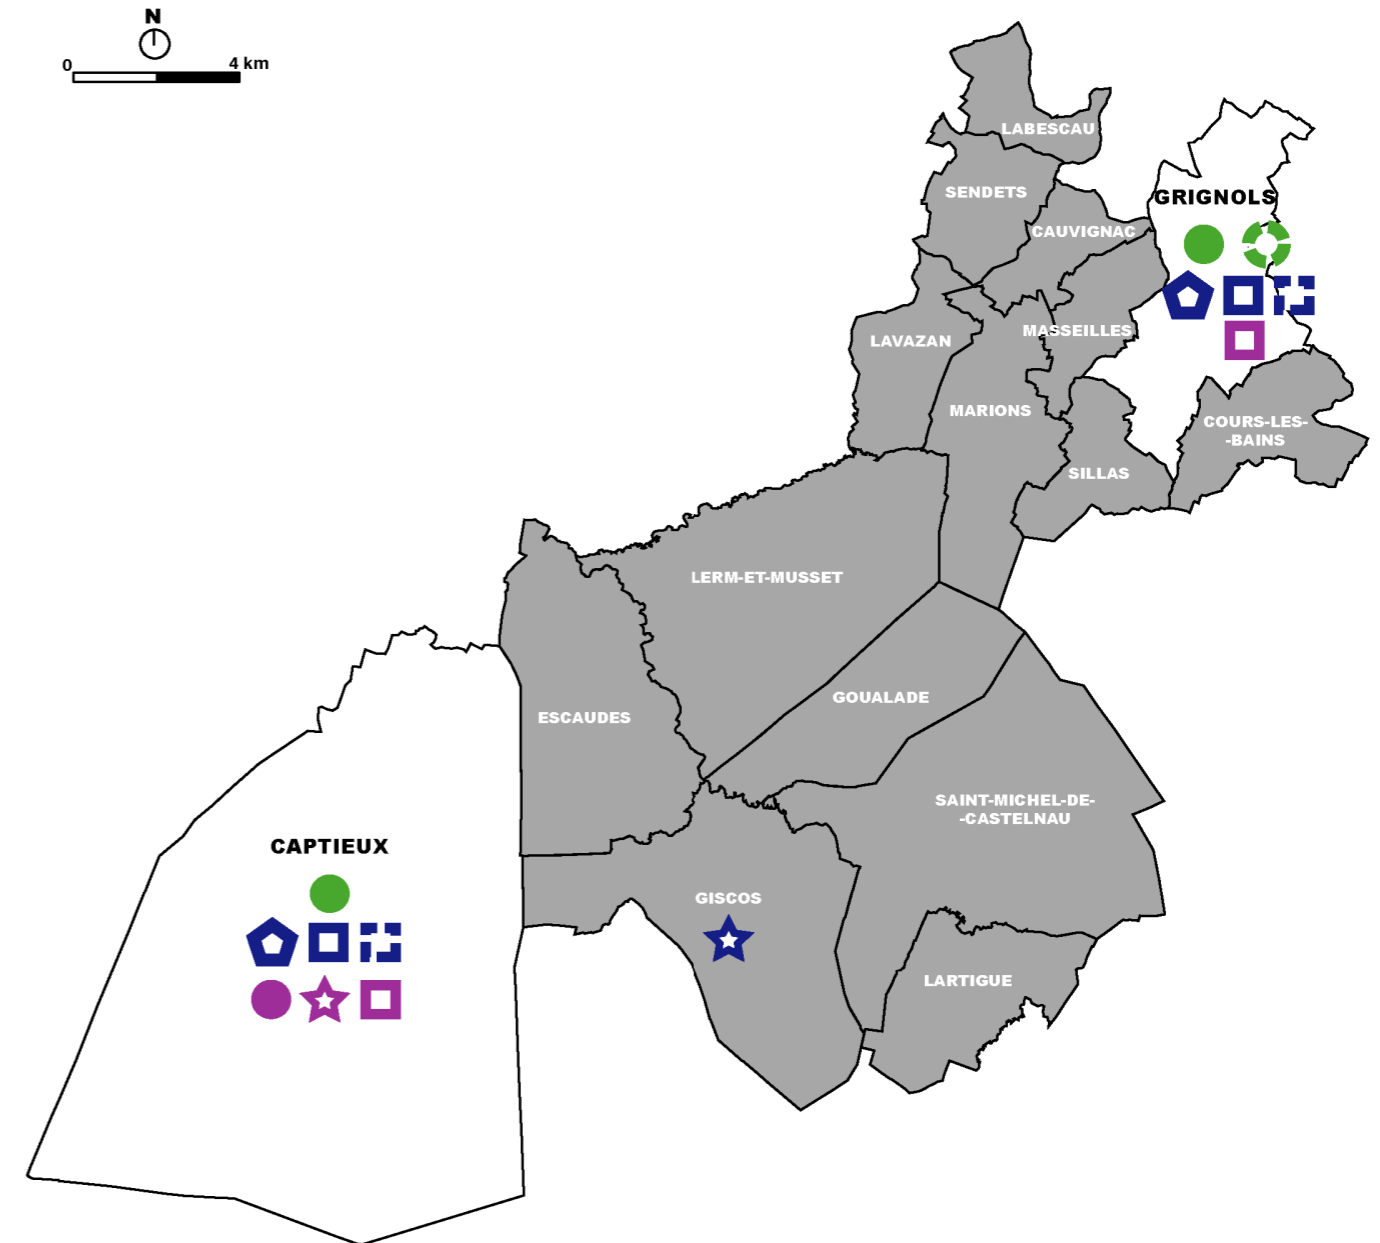 N
0 4 km
LABESCAU
SENDETS
GRIGNOLS
CAUVIGNAC
MASSEILLES
LAVAZAN
MARIONS
COURS-LES-
-BAINS
SILLAS
LERM-ET-MUSSET
GOUALADE
ESCAUDES
SAINT-MICHEL-DE-
-CASTELNAU
CAPTIEUX
GISCOS
LARTIGUE